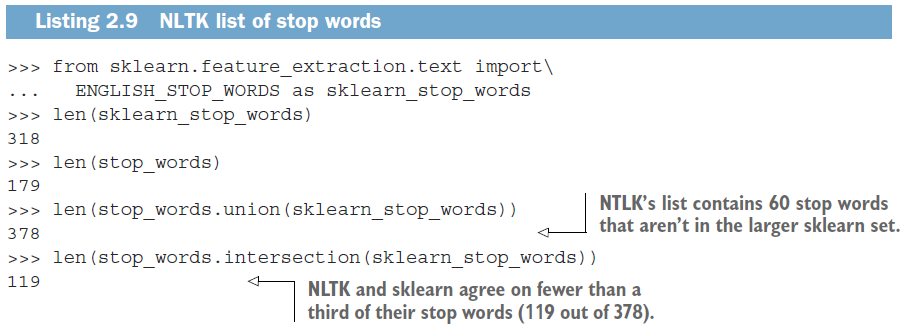 Listing 2.9 NLTK list of stop words
>>> from sklearn.feature_extraction.text import\
... ENGLISH_STOP_WORDS as sklearn_stop_words
>>> len(sklearn_stop_words)
318
>>> len(stop_words)
179
>>> len(stop_words.union(sklearn_stop_words))
378
NTLK's list contains 60 stop words
that aren't in the larger sklearn set.
>>> len(stop_words.intersection(sklearn_stop_words))
119
NLTK and sklearn agree on fewer than a
third of their stop words (119 out of 378).